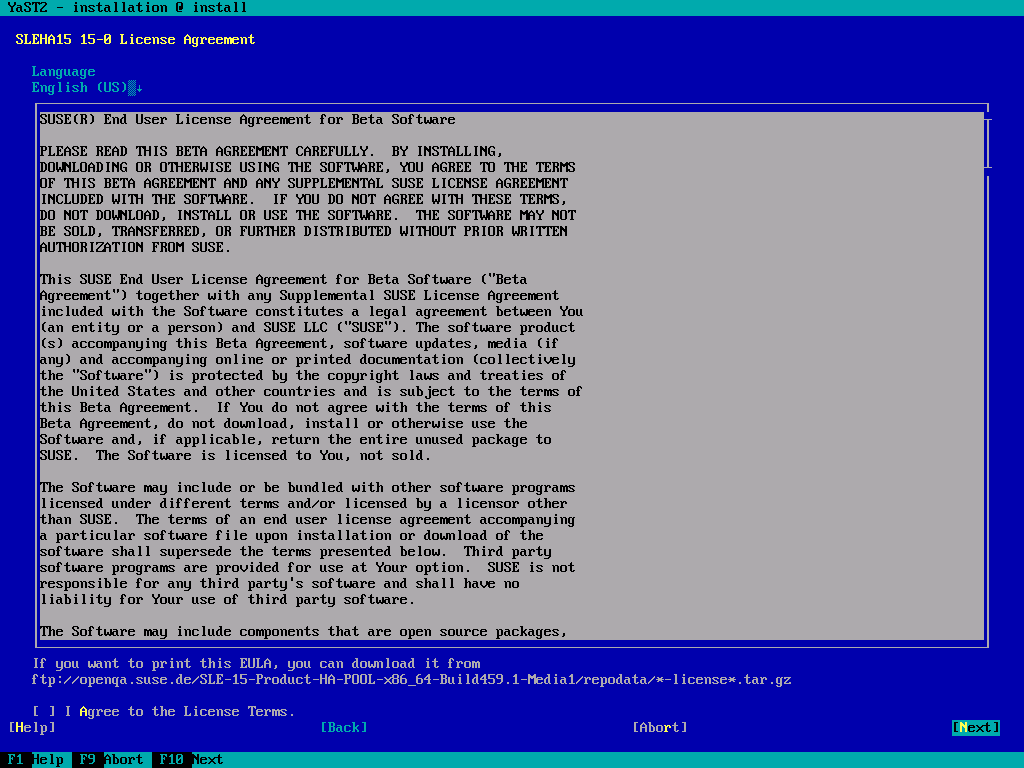 YaST2 - installation @ install
SLEHA15 15-0 License Agreement
Language
English (US)▒↓
SUSE(R) End User License Agreement for Beta Software
PLEASE READ THIS BETA AGREEMENT CAREFULLY.  BY INSTALLING,
DOWNLOADING OR OTHERWISE USING THE SOFTWARE, YOU AGREE TO THE TERMS
OF THIS BETA AGREEMENT AND ANY SUPPLEMENTAL SUSE LICENSE AGREEMENT
INCLUDED WITH THE SOFTWARE.  IF YOU DO NOT AGREE WITH THESE TERMS,
DO NOT DOWNLOAD, INSTALL OR USE THE SOFTWARE.  THE SOFTWARE MAY NOT
BE SOLD, TRANSFERRED, OR FURTHER DISTRIBUTED WITHOUT PRIOR WRITTEN
AUTHORIZATION FROM SUSE.
This SUSE End User License Agreement for Beta Software ("Beta
Agreement") together with any Supplemental SUSE License Agreement
included with the Software constitutes a legal agreement between You
(an entity or a person) and SUSE LLC ("SUSE"). The software product
(s) accompanying this Beta Agreement, software updates, media (if
any) and accompanying online or printed documentation (collectively
the "Software") is protected by the copyright laws and treaties of
the United States and other countries and is subject to the terms of
this Beta Agreement.  If You do not agree with the terms of this
Beta Agreement, do not download, install or otherwise use the
Software and, if applicable, return the entire unused package to
SUSE.  The Software is licensed to You, not sold.
The Software may include or be bundled with other software programs
licensed under different terms and/or licensed by a licensor other
than SUSE.  The terms of an end user license agreement accompanying
a particular software file upon installation or download of the
software shall supersede the terms presented below.  Third party
software programs are provided for use at Your option.  SUSE is not
responsible for any third party's software and shall have no
liability for Your use of third party software.
The Software may include components that are open source packages,
If you want to print this EULA, you can download it from
ftp://openqa.suse.de/SLE-15-Product-HA-POOL-x86_64-Build459.1-Media1/repodata/*-license*.tar.gz
[ ] I Agree to the License Terms.
[Help] [Back] [Abort] [Next]
F1 Help F9 Abort F10 Next